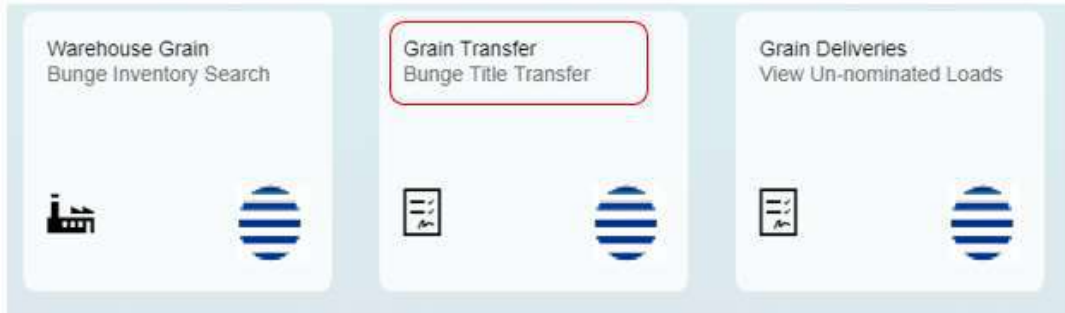 Warehouse Grain
Bunge Inventory Search
Grain Transfer
Bunge Title Transfer
Grain Deliveries
View Un-nominated Loads